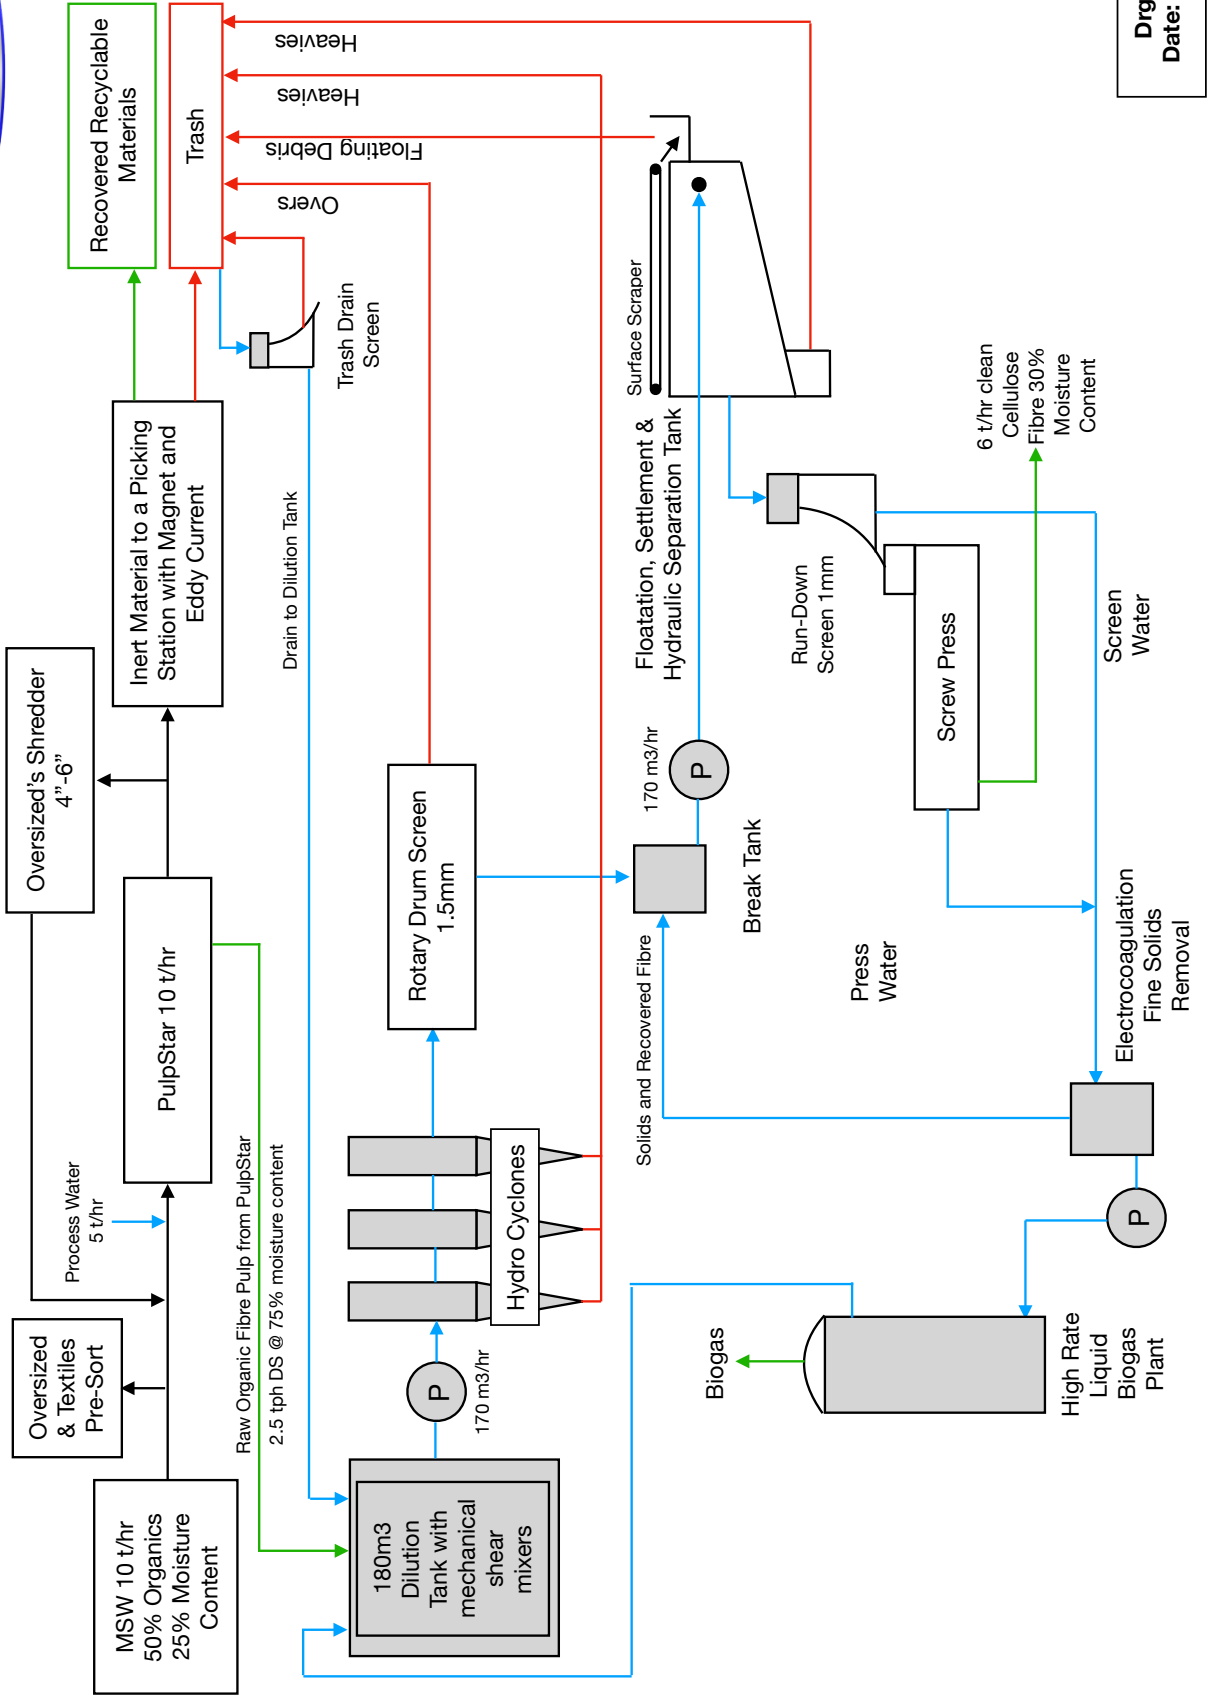 MSW 10 t/hr
50% Organics
25% Moisture
Content
Oversized
& Textiles
Pre-Sort
Process Water
5 t/hr
PulpStar 10 t/hr
Oversized's Shredder
4”-6”
Inert Material to a Picking
Station with Magnet and
Eddy Current
Recovered Recyclable
Materials
Trash
Raw Organic Fibre Pulp from PulpStar
2.5 tph DS @ 75% moisture content
Drain to Dilution Tank
Trash Drain
Screen
Overs
Floating Debris
Heavies
Heavies
180m3
Dilution
Tank with
mechanical
shear
mixers
P
170 m3/hr
Hydro Cyclones
Rotary Drum Screen
1.5mm
Solids and Recovered Fibre
Break Tank
170 m3/hr
P
Floatation, Settlement &
Hydraulic Separation Tank
Surface Scraper
Run-Down
Screen 1mm
Screw Press
6 t/hr clean
Cellulose
Fibre 30%
Moisture
Content
Press
Water
Screen
Water
Electrocoagulation
Fine Solids
Removal
P
High Rate
Liquid
Biogas
Plant
Biogas
Drg
Date: